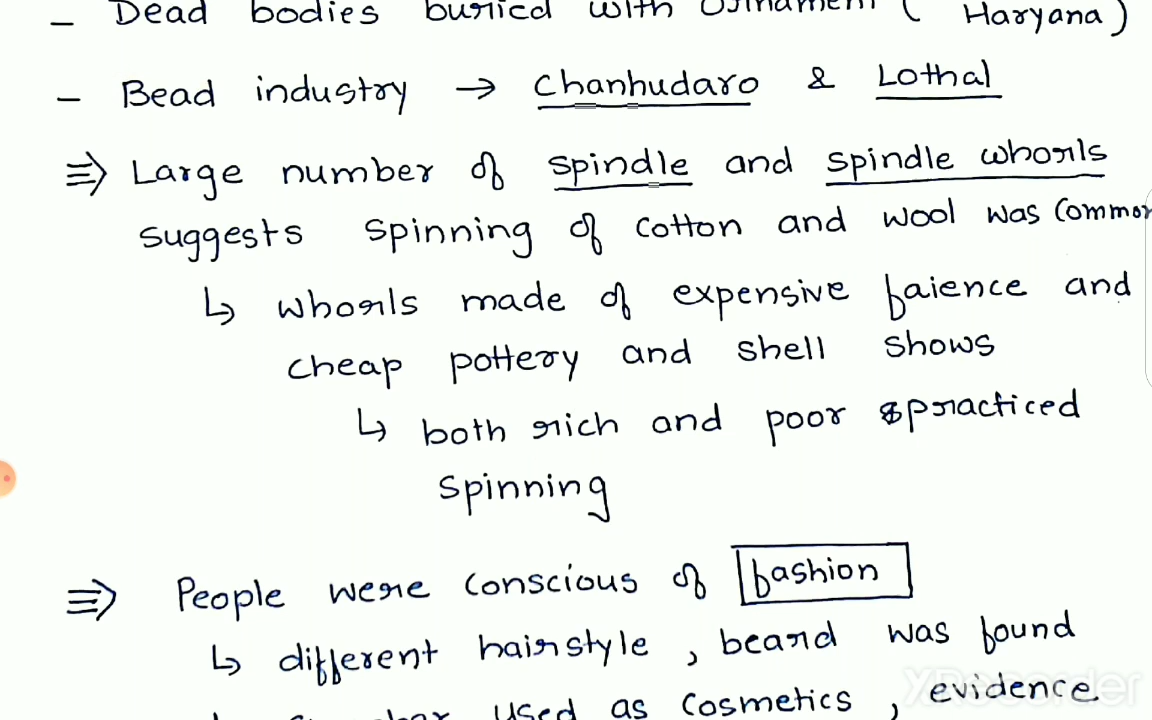 – Dead bodies buried with Ornament ( Haryana )
– Bead industry → Chanhudaro & Lothal
⇒ Large number of spindle and spindle whorls
suggests spinning of cotton and wool was common
↳ whorls made of expensive faience and
cheap pottery and shell shows
↳ both rich and poor practiced
spinning
⇒ People were conscious of fashion
↳ different hairstyle , beard was found
↳ used as cosmetics , evidence
XRecorder